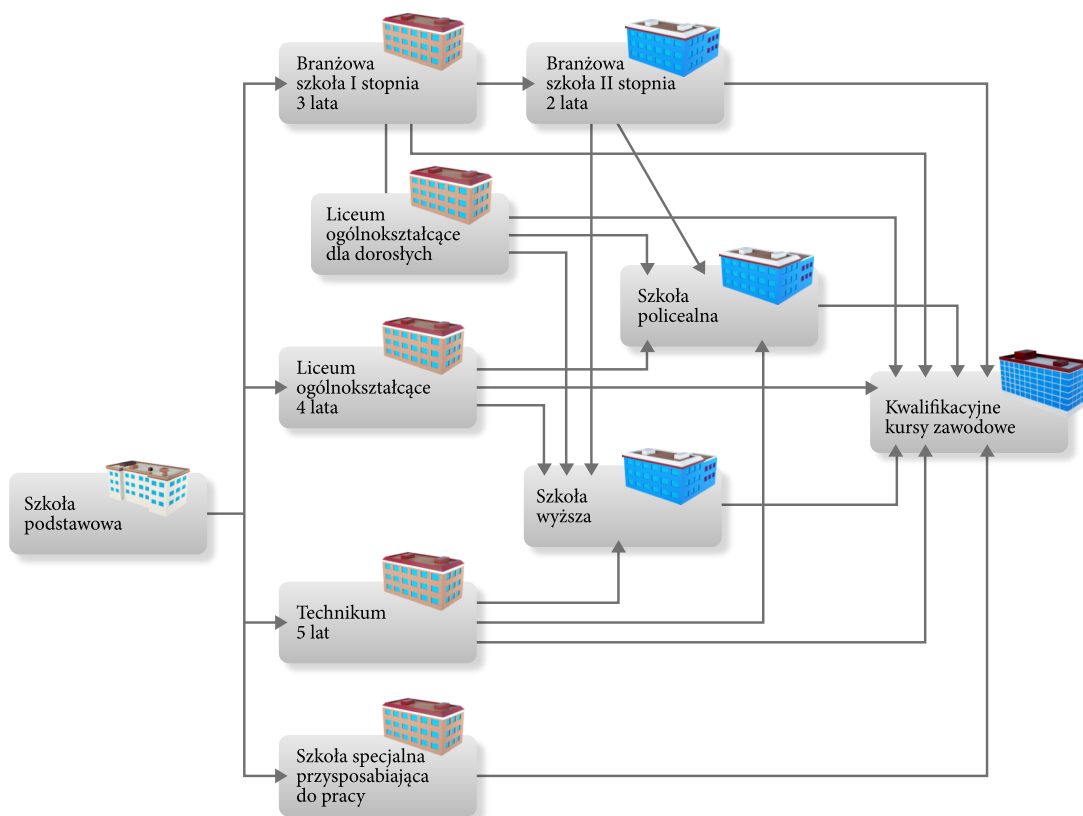 Branżowa
szkoła I stopnia
3 lata
Branżowa
szkoła II stopnia
2 lata
Liceum
ogólnokształcące
dla dorosłych
Szkoła
policealna
Liceum
ogólnokształcące
4 lata
Kwalifikacyjne
kursy zawodowe
Szkoła
podstawowa
Szkoła
wyższa
Technikum
5 lat
Szkoła specjalna
przysposabiająca
do pracy